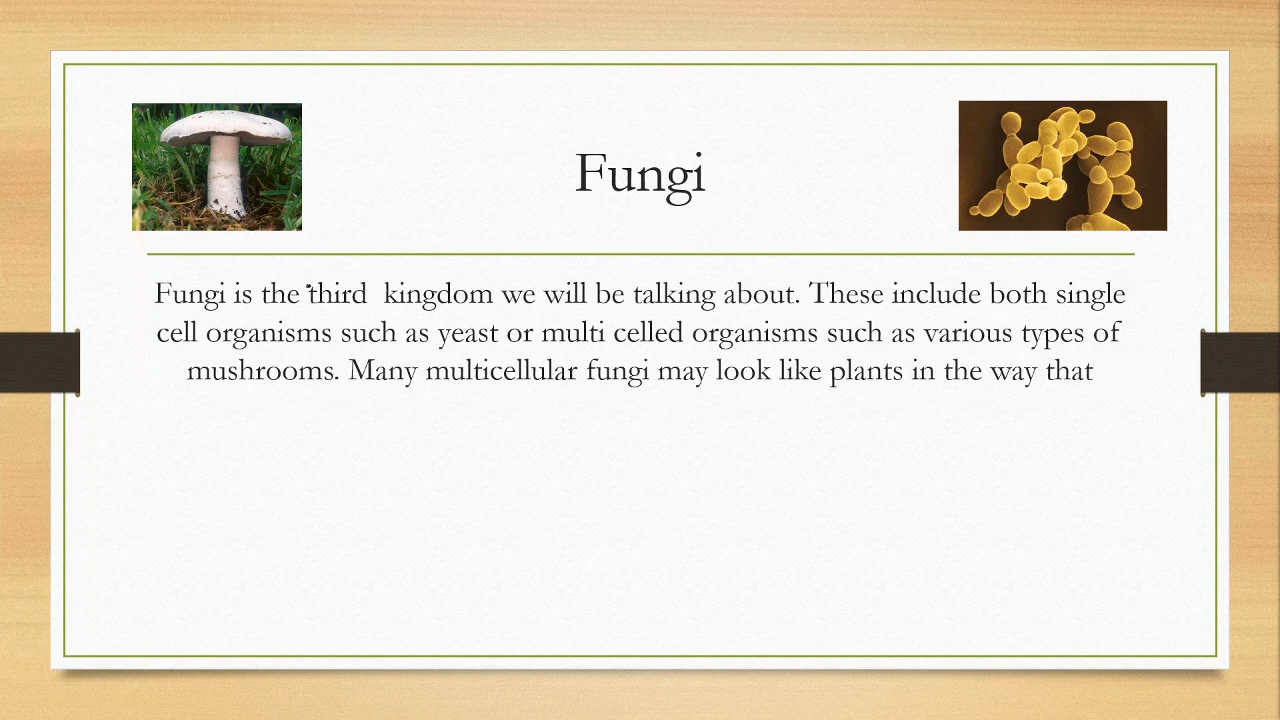 Fungi
Fungi is the third  kingdom we will be talking about. These include both single
cell organisms such as yeast or multi celled organisms such as various types of
mushrooms. Many multicellular fungi may look like plants in the way that